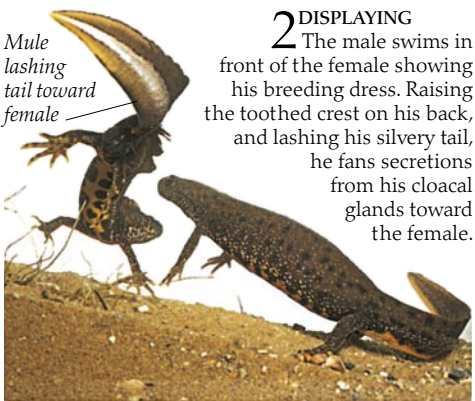 Mule
lashing
tail toward
female
2 DISPLAYING
The male swims in
front of the female showing
his breeding dress. Raising
the toothed crest on his back,
and lashing his silvery tail,
he fans secretions
from his cloacal
glands toward
the female.